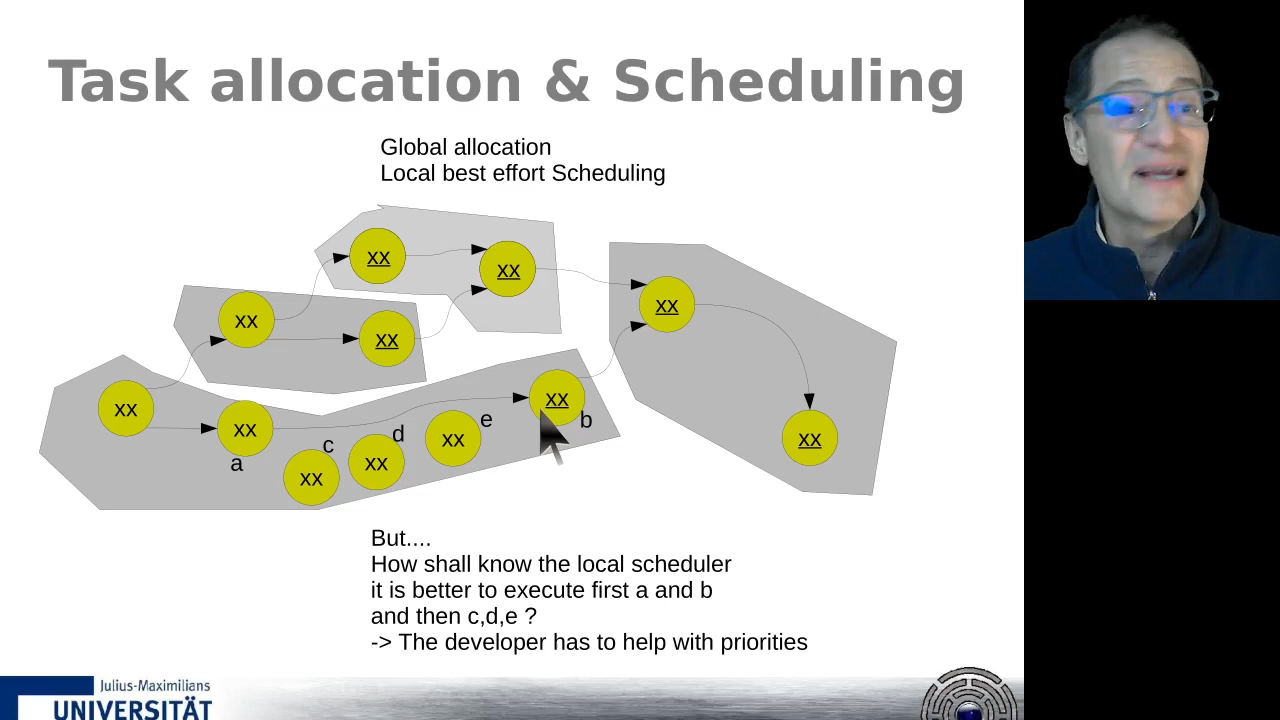 Task allocation & Scheduling
Global allocation
Local best effort Scheduling
xx
xx
xx
xx
xx
xx
xx
e
b
xx
xx
d
xx
c
xx
a
xx
xx
But....
How shall know the local scheduler
it is better to execute first a and b
and then c,d,e ?
-> The developer has to help with priorities
Julius-Maximilians
UNIVERSITÄT